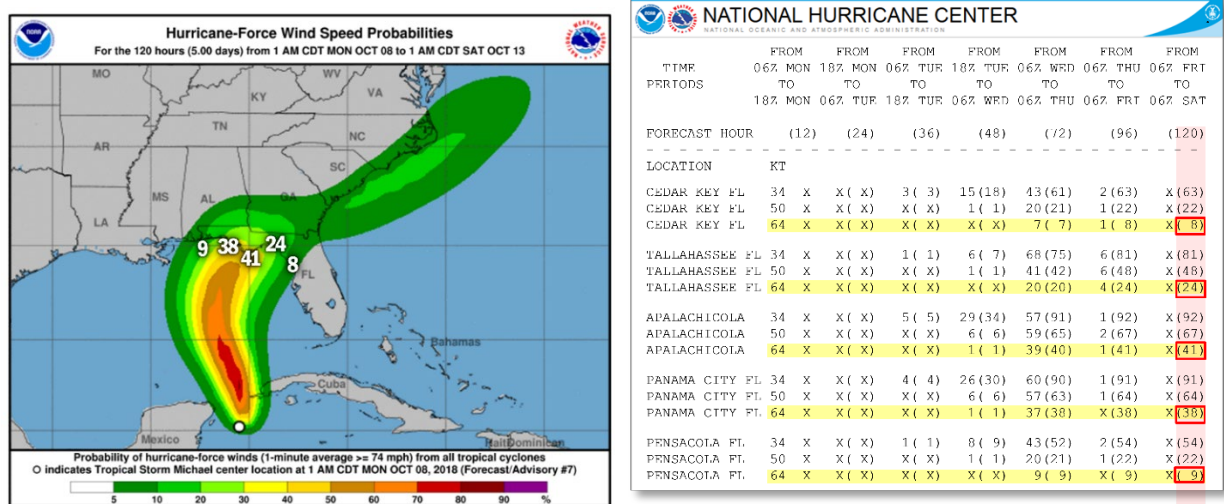 Hurricane-Force Wind Speed Probabilities
For the 120 hours (5.00 days) from 1 AM CDT MON OCT 08 to 1 AM CDT SAT OCT 13
MO
WV
VA
KY
NC
TN
AR
SC
MS
AL
GA
LA
9
38
41
24
8
FL
Bahamas
Cuba
Mexico
Haiti
Dominican
Probability of hurricane-force winds (1-minute average >= 74 mph) from all tropical cyclones
O indicates Tropical Storm Michael center location at 1 AM CDT MON OCT 08, 2018 (Forecast/Advisory #7)
5 10 20 30 40 50 60 70 80 90 %
NATIONAL HURRICANE CENTER
NATIONAL OCEANIC AND ATMOSPHERIC ADMINISTRATION
FROM FROM FROM FROM FROM FROM FROM
TIME 06Z MON 18Z MON 06Z TUE 18Z TUE 06Z WED 06Z THU 06Z FRI
PERIODS TO TO TO TO TO TO TO
18Z MON 06Z TUE 18Z TUE 06Z WED 06Z THU 06Z FRI 06Z SAT
FORECAST HOUR (12) (24) (36) (48) (72) (96) (120)
- - - - - - - - - - - - - - - - - - - - - - - - - - - - -
LOCATION KT
CEDAR KEY FL 34 X X( X) 3( 3) 15(18) 43(61) 2(63) X(63)
CEDAR KEY FL 50 X X( X) X( X) 1( 1) 20(21) 1(22) X(22)
CEDAR KEY FL 64 X X( X) X( X) X( X) 7( 7) 1( 8) X( 8)
TALLAHASSEE FL 34 X X( X) 1( 1) 6( 7) 68(75) 6(81) X(81)
TALLAHASSEE FL 50 X X( X) X( X) 1( 1) 41(42) 6(48) X(48)
TALLAHASSEE FL 64 X X( X) X( X) X( X) 20(20) 4(24) X(24)
APALACHICOLA 34 X X( X) 5( 5) 29(34) 57(91) 1(92) X(92)
APALACHICOLA 50 X X( X) X( X) 6( 6) 59(65) 2(67) X(67)
APALACHICOLA 64 X X( X) X( X) 1( 1) 39(40) 1(41) X(41)
PANAMA CITY FL 34 X X( X) 4( 4) 26(30) 60(90) 1(91) X(91)
PANAMA CITY FL 50 X X( X) X( X) 6( 6) 57(63) 1(64) X(64)
PANAMA CITY FL 64 X X( X) X( X) 1( 1) 37(38) X(38) X(38)
PENSACOLA FL 34 X X( X) 1( 1) 8( 9) 43(52) 2(54) X(54)
PENSACOLA FL 50 X X( X) X( X) 1( 1) 20(21) 1(22) X(22)
PENSACOLA FL 64 X X( X) X( X) X( X) 9( 9) X( 9) X( 9)